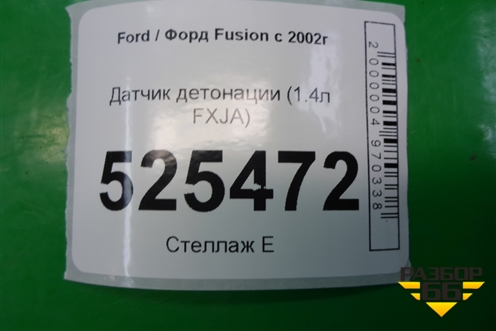 Ford / Форд Fusion с 2002г
Датчик детонации (1.4л
FXJA)
525472
Стеллаж Е
2000004970338
РАЗБОР
66